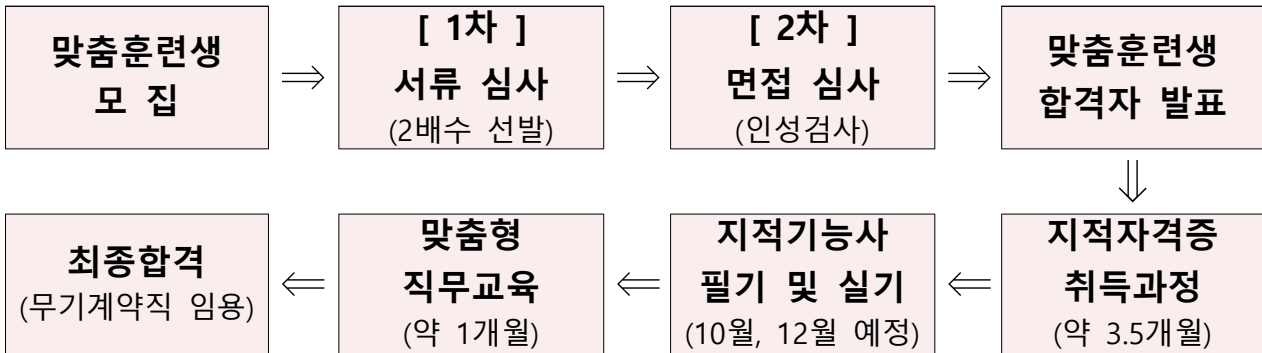 맞춤훈련생
모 집
⇒
[ 1차 ]
서류 심사
(2배수 선발)
⇒
[ 2차 ]
면접 심사
(인성검사)
⇒
맞춤훈련생
합격자 발표
⇓
지적자격증
취득과정
(약 3.5개월)
⇐
지적기능사
필기 및 실기
(10월, 12월 예정)
⇐
맞춤형
직무교육
(약 1개월)
⇐
최종합격
(무기계약직 임용)